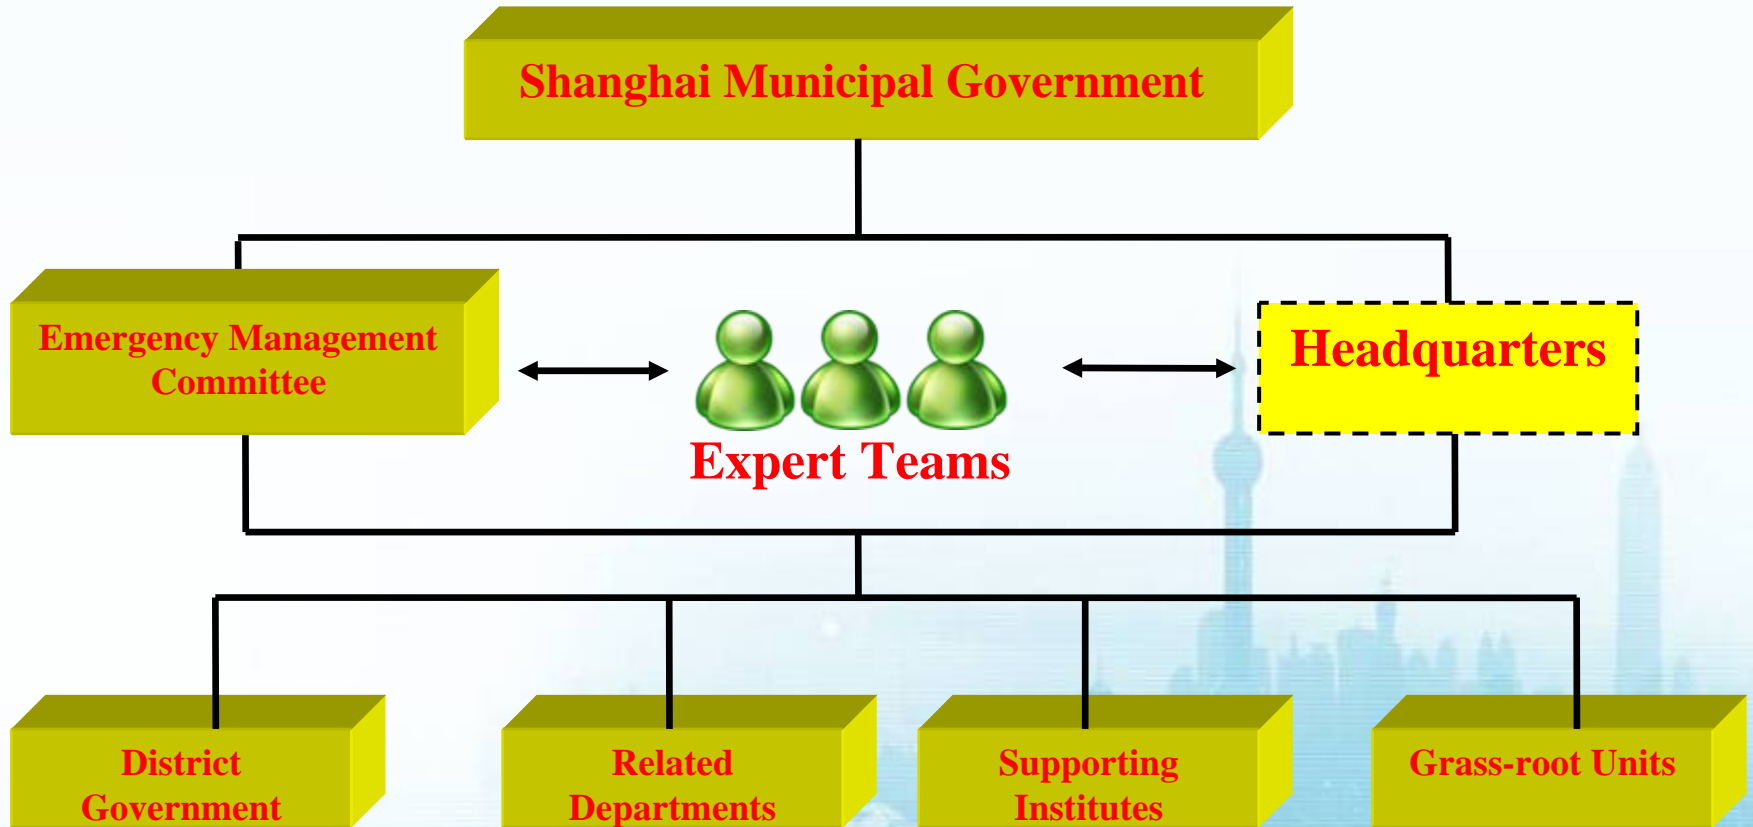 Shanghai Municipal Government
Emergency Management
Committee
Headquarters
Expert Teams
District
Government
Related
Departments
Supporting
Institutes
Grass-root Units